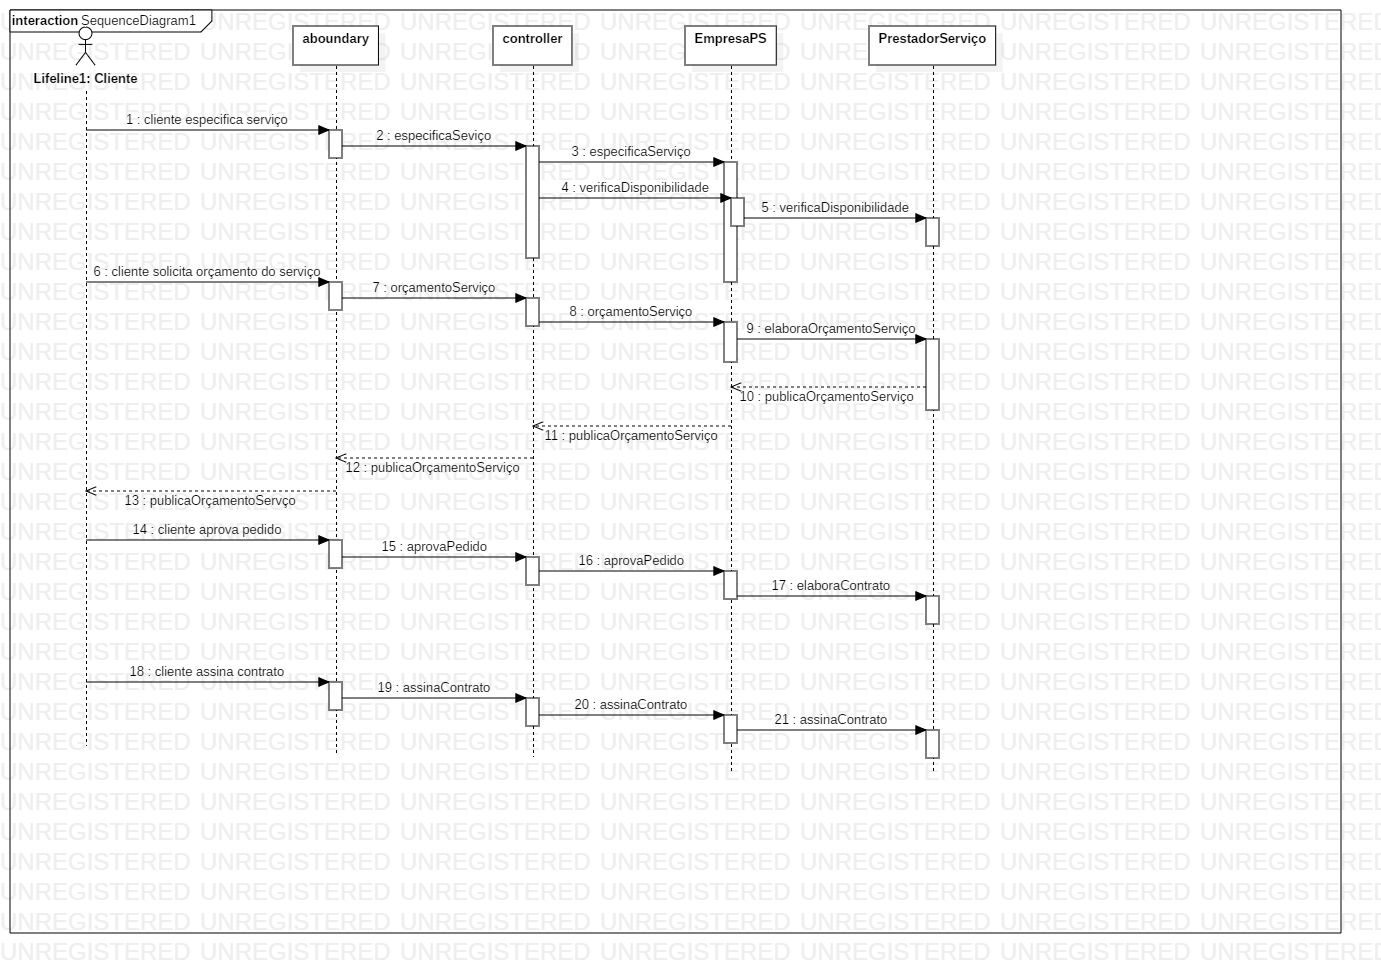 interaction SequenceDiagram1
Lifeline1: Cliente
aboundary
controller
EmpresaPS
PrestadorServiço
1 : cliente especifica serviço
2 : especificaSeviço
3 : especificaServiço
4 : verificaDisponibilidade
5 : verificaDisponibilidade
6 : cliente solicita orçamento do serviço
7 : orçamentoServiço
8 : orçamentoServiço
9 : elaboraOrçamentoServiço
10 : publicaOrçamentoServiço
11 : publicaOrçamentoServiço
12 : publicaOrçamentoServiço
13 : publicaOrçamentoServço
14 : cliente aprova pedido
15 : aprovaPedido
16 : aprovaPedido
17 : elaboraContrato
18 : cliente assina contrato
19 : assinaContrato
20 : assinaContrato
21 : assinaContrato
UNREGISTERED UNREGISTERED UNREGISTERED UNREGISTERED UNREGISTERED UNREGISTERED UNREGISTERED